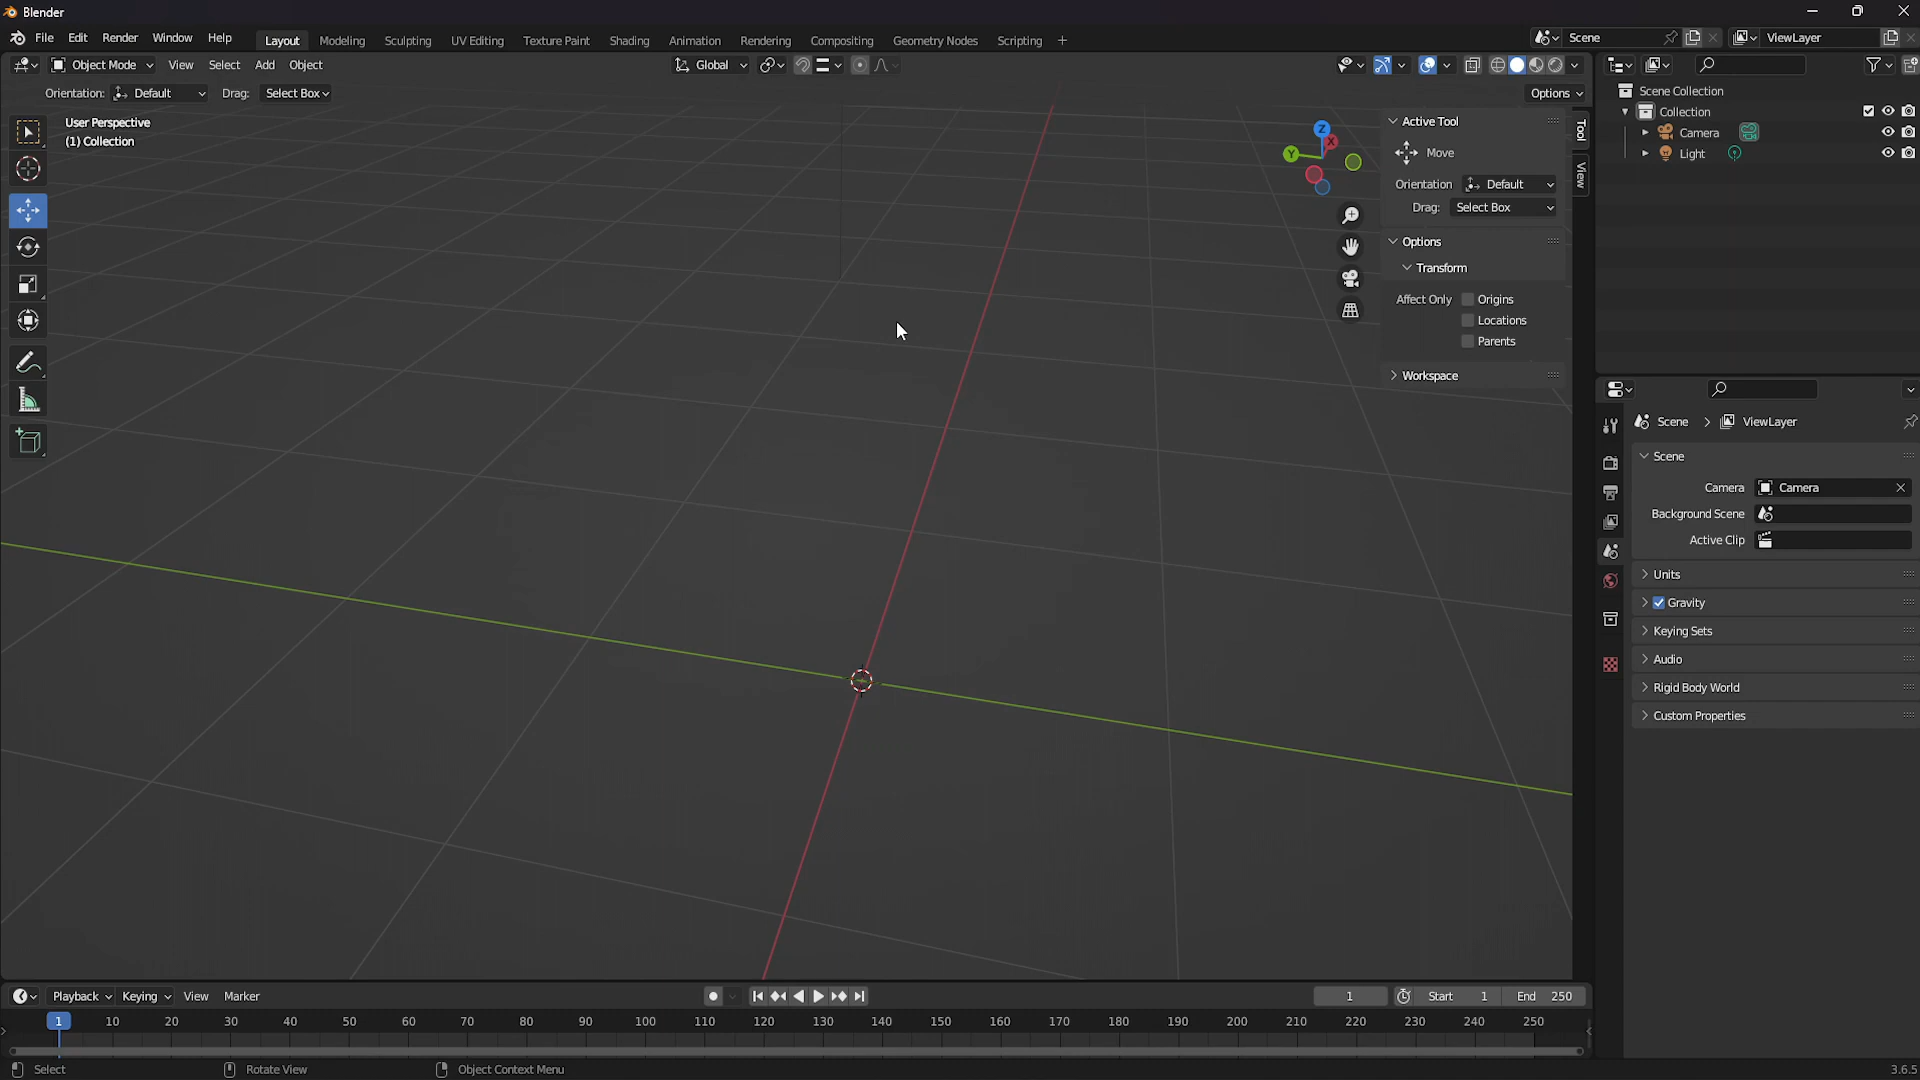 Blender
File Edit Render Window Help Layout Modeling Sculpting UV Editing Texture Paint Shading Animation Rendering Compositing Geometry Nodes Scripting + Scene ViewLayer
Object Mode View Select Add Object Global
Orientation: Default Drag: Select Box Options
User Perspective
(1) Collection
Z
X
Y
Active Tool
Move
Orientation Default
Drag: Select Box
Options
Transform
Affect Only Origins
Locations
Parents
Workspace
Tool
View
Scene Collection
Collection
Camera
Light
Scene > ViewLayer
Scene
Camera Camera
Background Scene
Active Clip
Units
Gravity
Keying Sets
Audio
Rigid Body World
Custom Properties
Playback Keying View Marker 1 Start 1 End 250
1 10 20 30 40 50 60 70 80 90 100 110 120 130 140 150 160 170 180 190 200 210 220 230 240 250
Select Rotate View Object Context Menu 3.6.5